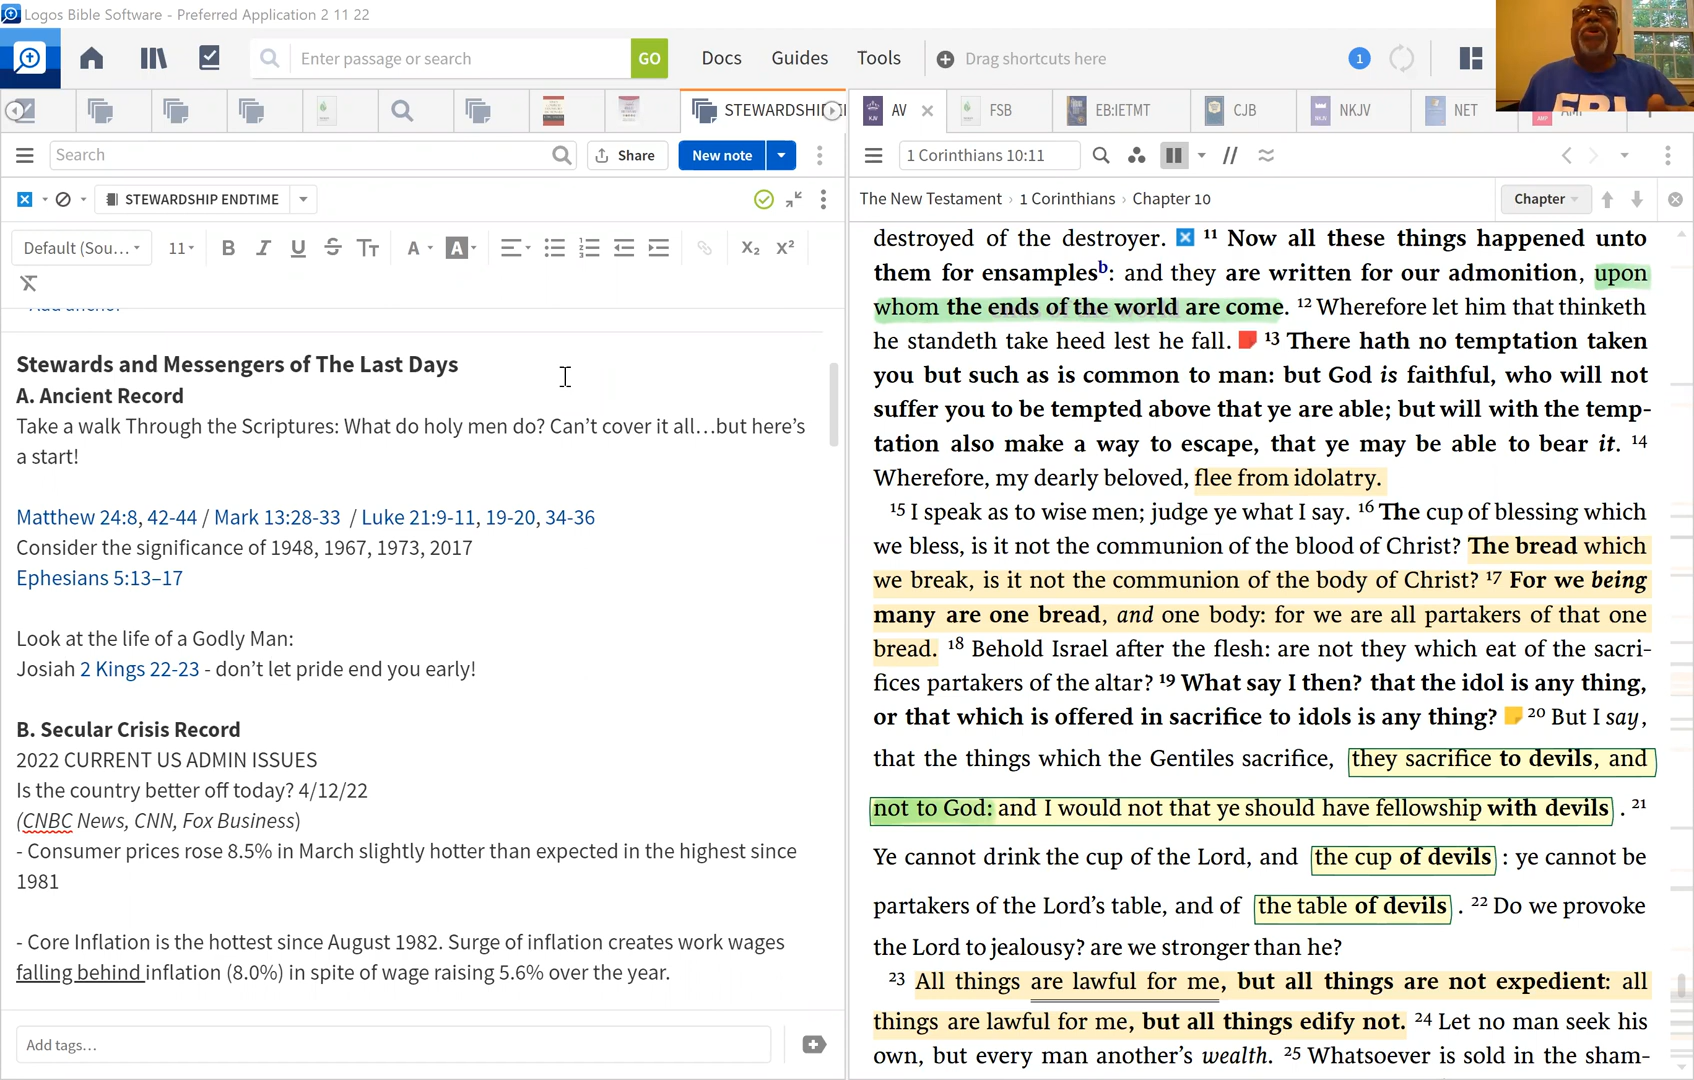 Logos Bible Software - Preferred Application 2 11 22
Enter passage or search
GO
Docs
Guides
Tools
Drag shortcuts here
1
STEWARDSHIP
AV
FSB
EB:IETMT
CJB
NKJV
NET
Search
Share
New note
1 Corinthians 10:11
STEWARDSHIP ENDTIME
The New Testament › 1 Corinthians › Chapter 10
Chapter
Default (Sou...
11
B I U S TT A A X₂ X²
Add anchor
Stewards and Messengers of The Last Days
A. Ancient Record
Take a walk Through the Scriptures: What do holy men do? Can't cover it all…but here's
a start!
Matthew 24:8, 42-44 / Mark 13:28-33 / Luke 21:9-11, 19-20, 34-36
Consider the significance of 1948, 1967, 1973, 2017
Ephesians 5:13–17
Look at the life of a Godly Man:
Josiah 2 Kings 22-23 - don't let pride end you early!
B. Secular Crisis Record
2022 CURRENT US ADMIN ISSUES
Is the country better off today? 4/12/22
(CNBC News, CNN, Fox Business)
- Consumer prices rose 8.5% in March slightly hotter than expected in the highest since
1981
- Core Inflation is the hottest since August 1982. Surge of inflation creates work wages
falling behind inflation (8.0%) in spite of wage raising 5.6% over the year.
Add tags…
destroyed of the destroyer. 11 Now all these things happened unto
them for ensamplesb: and they are written for our admonition, upon
whom the ends of the world are come. 12 Wherefore let him that thinketh
he standeth take heed lest he fall. 13 There hath no temptation taken
you but such as is common to man: but God is faithful, who will not
suffer you to be tempted above that ye are able; but will with the temp-
tation also make a way to escape, that ye may be able to bear it. 14
Wherefore, my dearly beloved, flee from idolatry.
15 I speak as to wise men; judge ye what I say. 16 The cup of blessing which
we bless, is it not the communion of the blood of Christ? The bread which
we break, is it not the communion of the body of Christ? 17 For we being
many are one bread, and one body: for we are all partakers of that one
bread. 18 Behold Israel after the flesh: are not they which eat of the sacri-
fices partakers of the altar? 19 What say I then? that the idol is any thing,
or that which is offered in sacrifice to idols is any thing? 20 But I say,
that the things which the Gentiles sacrifice, they sacrifice to devils, and
not to God: and I would not that ye should have fellowship with devils . 21
Ye cannot drink the cup of the Lord, and the cup of devils : ye cannot be
partakers of the Lord's table, and of the table of devils . 22 Do we provoke
the Lord to jealousy? are we stronger than he?
23 All things are lawful for me, but all things are not expedient: all
things are lawful for me, but all things edify not. 24 Let no man seek his
own, but every man another's wealth. 25 Whatsoever is sold in the sham-